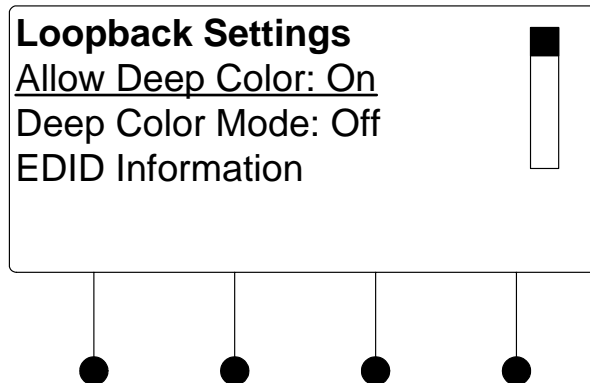 Loopback Settings
Allow Deep Color: On
Deep Color Mode: Off
EDID Information